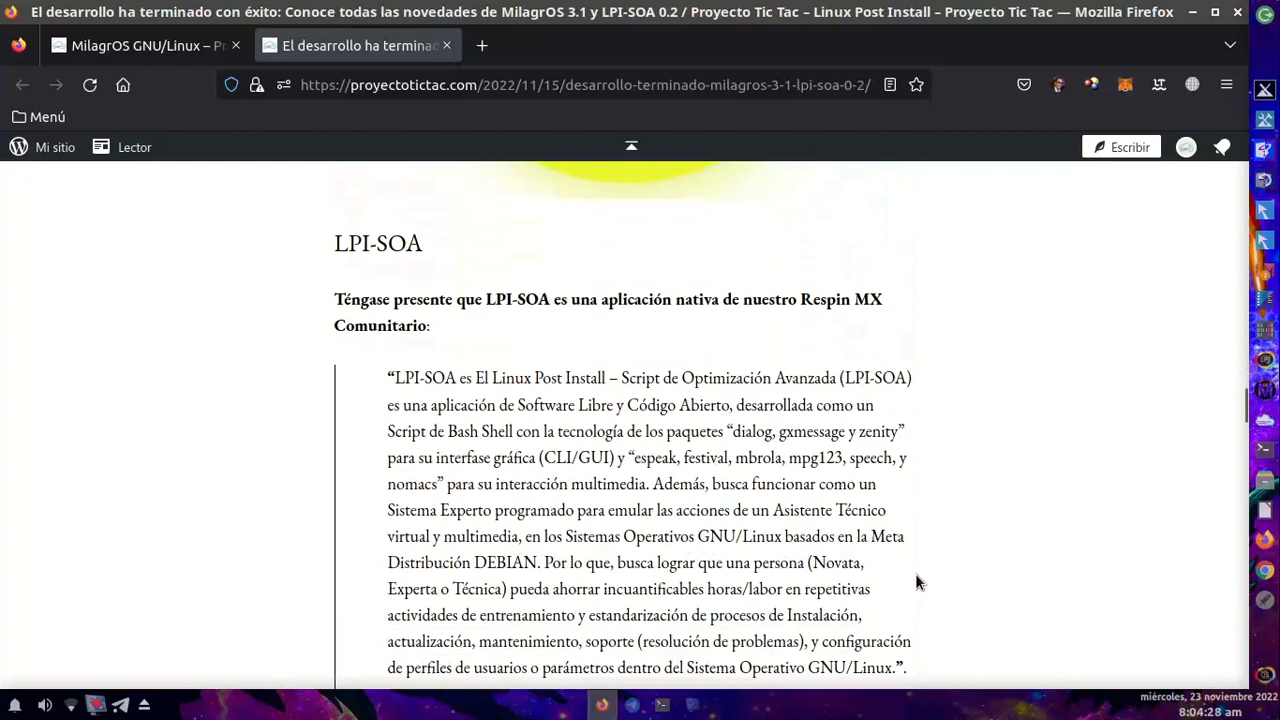 El desarrollo ha terminado con éxito: Conoce todas las novedades de MilagrOS 3.1 y LPI-SOA 0.2 / Proyecto Tic Tac – Linux Post Install – Proyecto Tic Tac — Mozilla Firefox
MilagrOS GNU/Linux – Pr
El desarrollo ha termina
https://proyectotictac.com/2022/11/15/desarrollo-terminado-milagros-3-1-lpi-soa-0-2/
Menú
Mi sitio
Lector
Escribir
LPI-SOA
Téngase presente que LPI-SOA es una aplicación nativa de nuestro Respin MX
Comunitario:
“LPI-SOA es El Linux Post Install – Script de Optimización Avanzada (LPI-SOA)
es una aplicación de Software Libre y Código Abierto, desarrollada como un
Script de Bash Shell con la tecnología de los paquetes “dialog, gxmessage y zenity”
para su interfase gráfica (CLI/GUI) y “espeak, festival, mbrola, mpg123, speech, y
nomacs” para su interacción multimedia. Además, busca funcionar como un
Sistema Experto programado para emular las acciones de un Asistente Técnico
virtual y multimedia, en los Sistemas Operativos GNU/Linux basados en la Meta
Distribución DEBIAN. Por lo que, busca lograr que una persona (Novata,
Experta o Técnica) pueda ahorrar incuantificables horas/labor en repetitivas
actividades de entrenamiento y estandarización de procesos de Instalación,
actualización, mantenimiento, soporte (resolución de problemas), y configuración
de perfiles de usuarios o parámetros dentro del Sistema Operativo GNU/Linux.”.
miércoles, 23 noviembre 2022
8:04:28 am